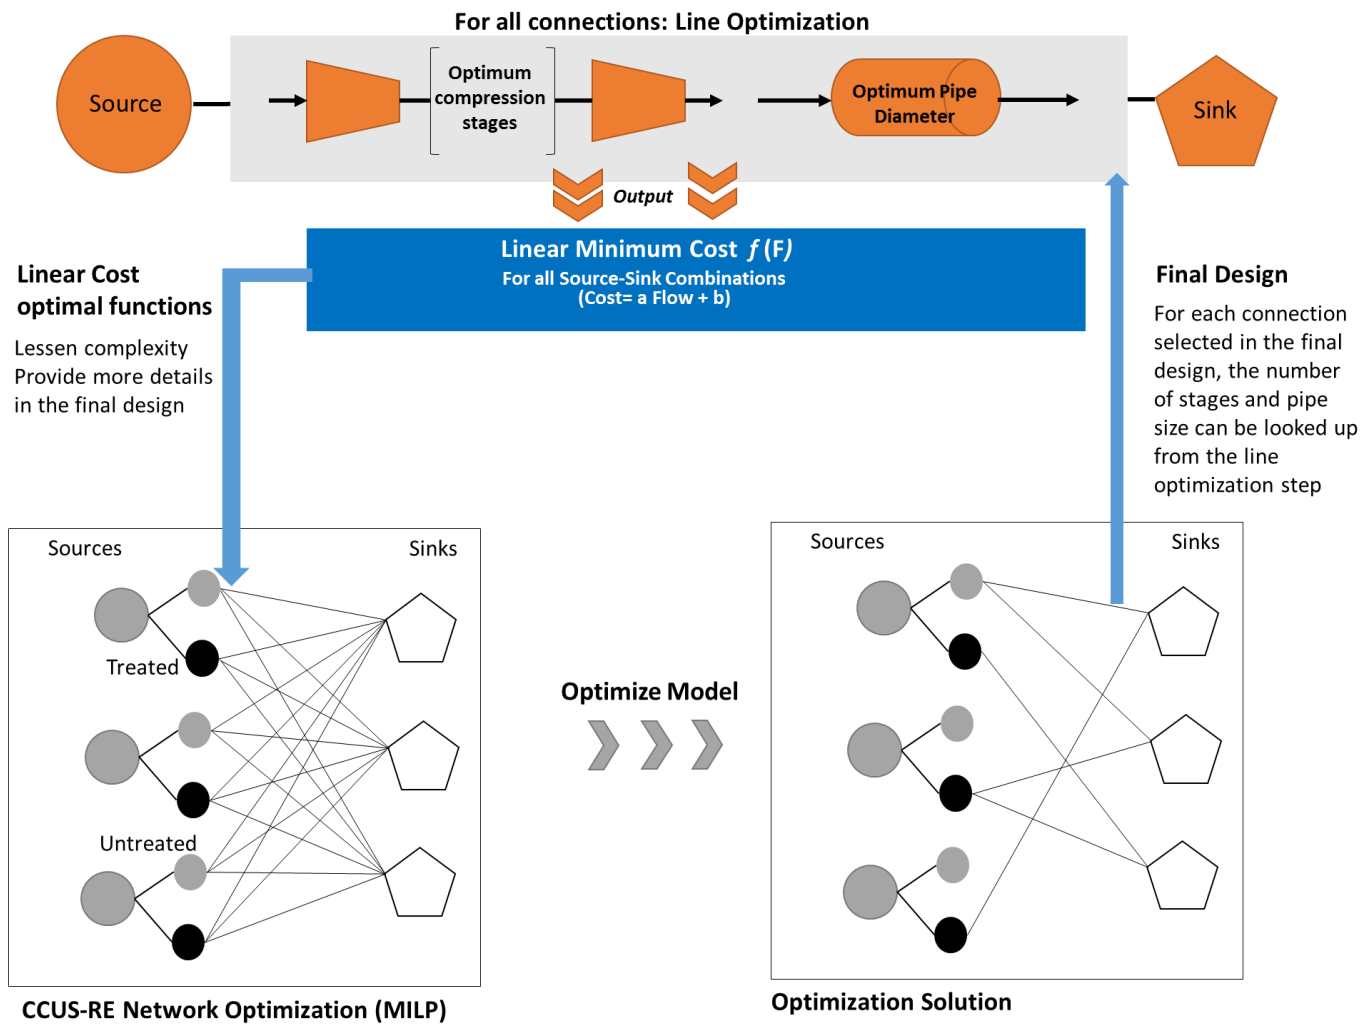 For all connections: Line Optimization
Source
Optimum
compression
stages
Optimum Pipe
Diameter
Sink
Output
Linear Minimum Cost f (F)
For all Source-Sink Combinations
(Cost= a Flow + b)
Linear Cost
optimal functions
Lessen complexity
Provide more details
in the final design
Final Design
For each connection
selected in the final
design, the number
of stages and pipe
size can be looked up
from the line
optimization step
Sources
Sinks
Treated
Untreated
CCUS-RE Network Optimization (MILP)
Optimize Model
Sources
Sinks
Optimization Solution